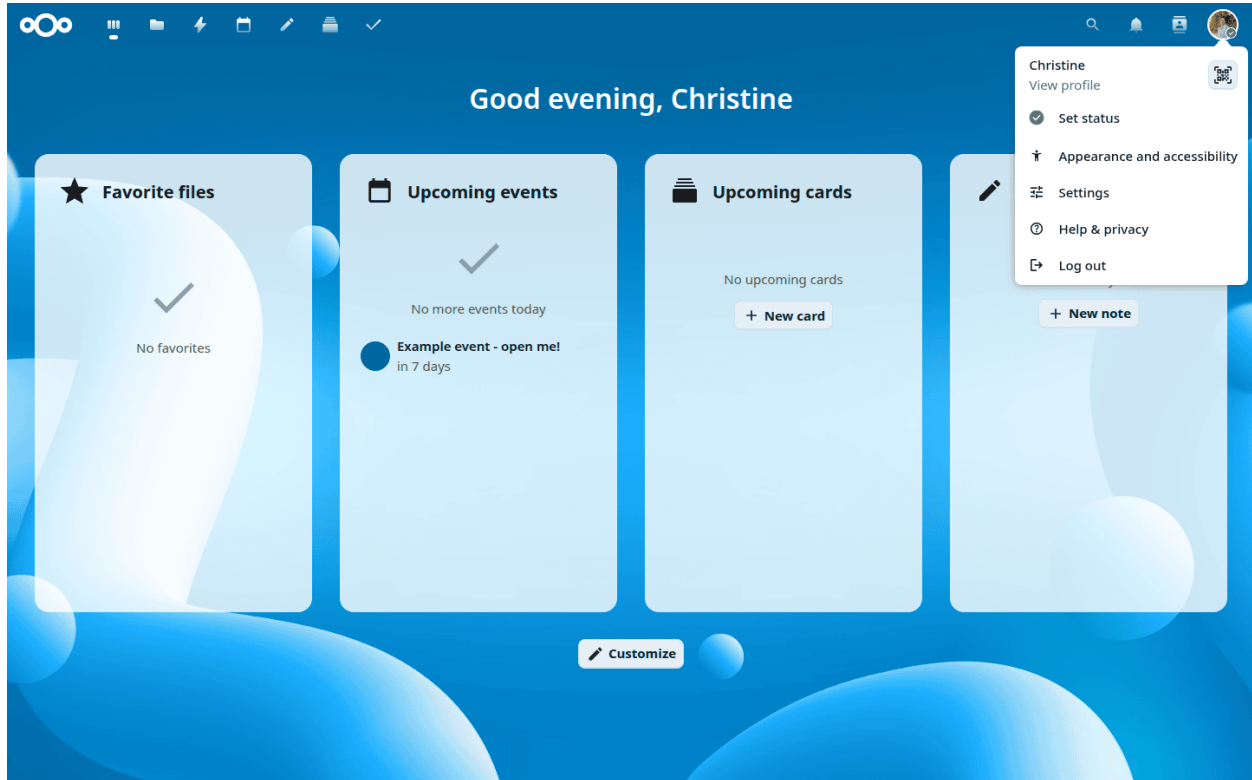 Christine
View profile
Set status
Appearance and accessibility
Settings
Help & privacy
Log out
Good evening, Christine
Favorite files
No favorites
Upcoming events
No more events today
Example event - open me!
in 7 days
Upcoming cards
No upcoming cards
+ New card
+ New note
Customize